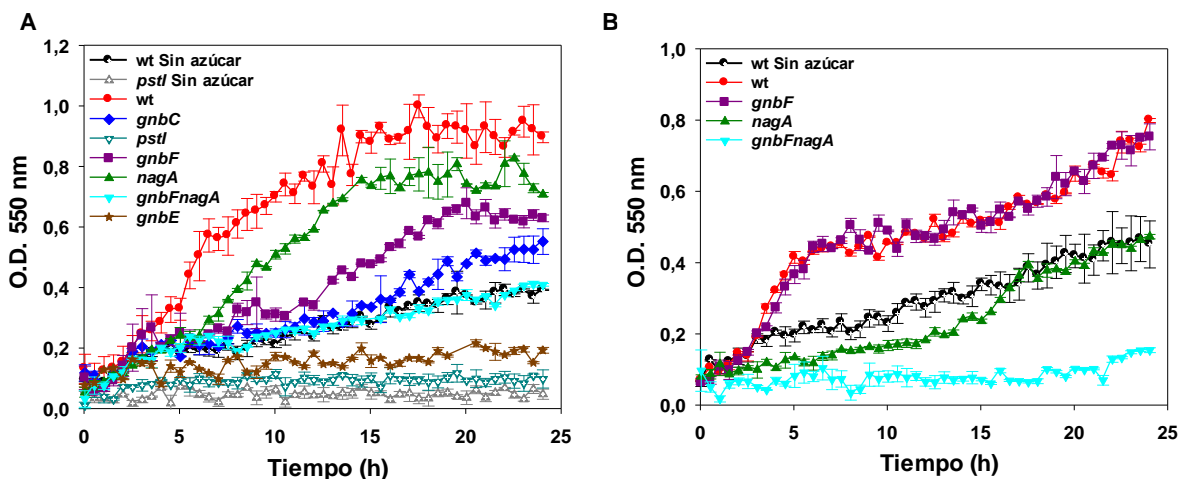 A
O.D. 550 nm
1,2
1,0
0,8
0,6
0,4
0,2
0,0
wt Sin azúcar
pstI Sin azúcar
wt
gnbC
pstI
gnbF
nagA
gnbFnagA
gnbE
0
5
10
15
20
25
Tiempo (h)
B
O.D. 550 nm
1,0
0,8
0,6
0,4
0,2
0,0
wt Sin azúcar
wt
gnbF
nagA
gnbFnagA
0
5
10
15
20
25
Tiempo (h)